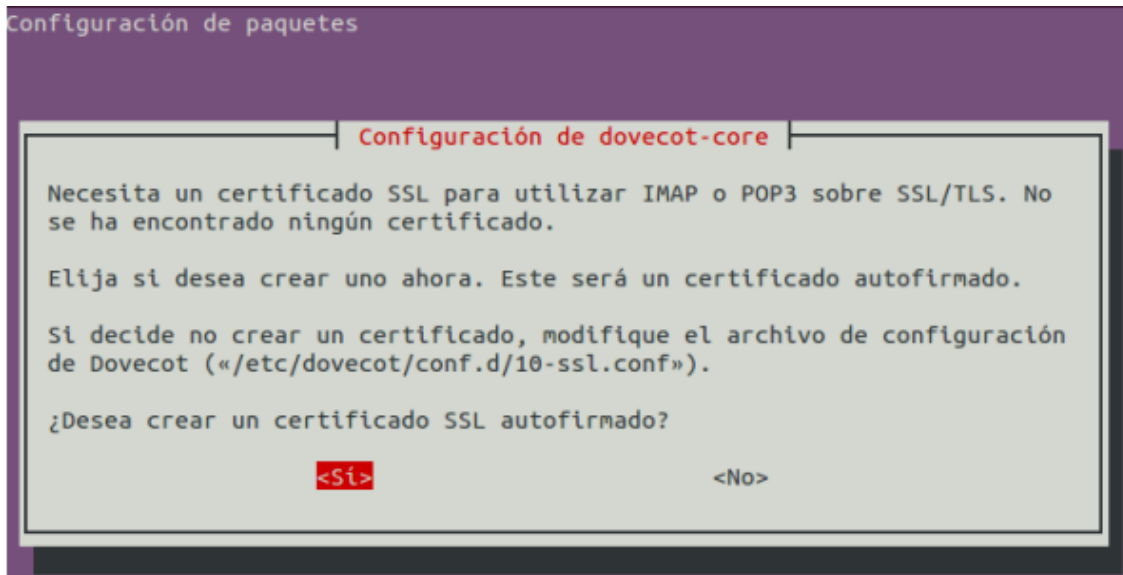 Configuración de paquetes
Configuración de dovecot-core
Necesita un certificado SSL para utilizar IMAP o POP3 sobre SSL/TLS. No
se ha encontrado ningún certificado.
Elija si desea crear uno ahora. Este será un certificado autofirmado.
Si decide no crear un certificado, modifique el archivo de configuración
de Dovecot («/etc/dovecot/conf.d/10-ssl.conf»).
¿Desea crear un certificado SSL autofirmado?
<Sí> <No>